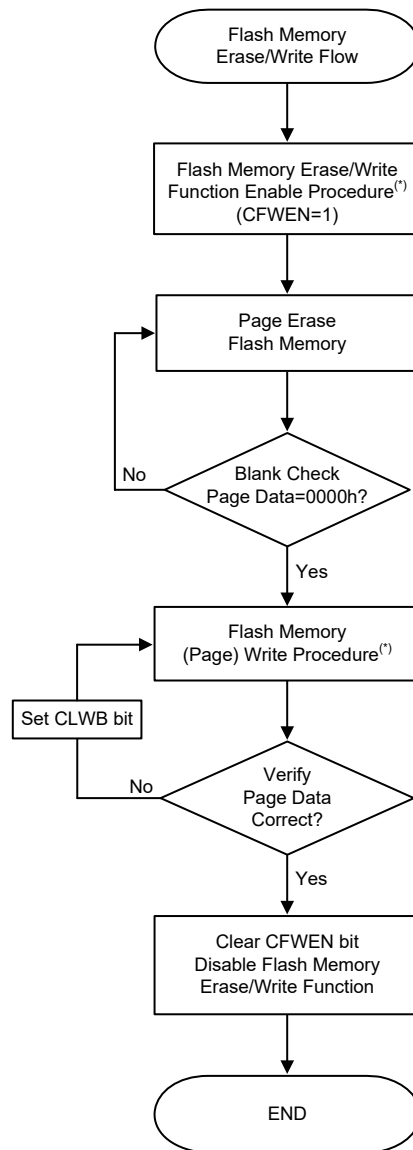 Flash Memory
Erase/Write Flow
Flash Memory Erase/Write
Function Enable Procedure(*)
(CFWEN=1)
Page Erase
Flash Memory
No
Blank Check
Page Data=0000h?
Yes
Flash Memory
(Page) Write Procedure(*)
Set CLWB bit
No
Verify
Page Data
Correct?
Yes
Clear CFWEN bit
Disable Flash Memory
Erase/Write Function
END